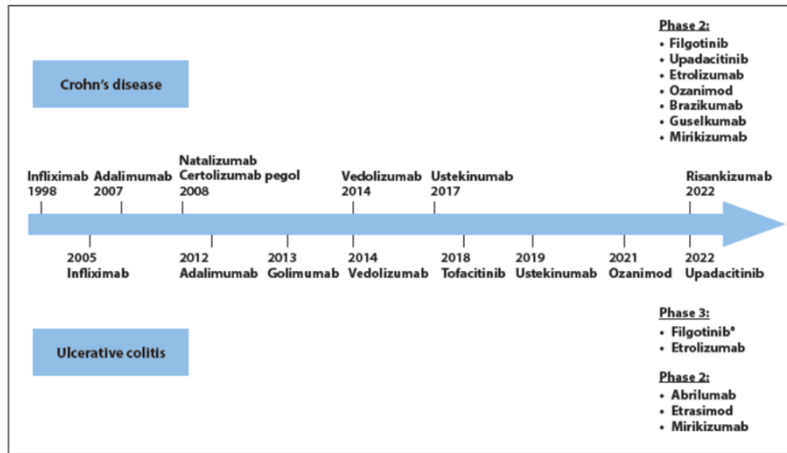 Phase 2:
• Filgotinib
• Upadacitinib
• Etrolizumab
• Ozanimod
• Brazikumab
• Guselkumab
• Mirikizumab
Crohn's disease
Infliximab
1998
Adalimumab
2007
Natalizumab
Certolizumab pegol
2008
Vedolizumab
2014
Ustekinumab
2017
Risankizumab
2022
2005
Infliximab
2012
Adalimumab
2013
Golimumab
2014
Vedolizumab
2018
Tofacitinib
2019
Ustekinumab
2021
Ozanimod
2022
Upadacitinib
Ulcerative colitis
Phase 3:
• Filgotinibª
• Etrolizumab
Phase 2:
• Abrilumab
• Etrasimod
• Mirikizumab